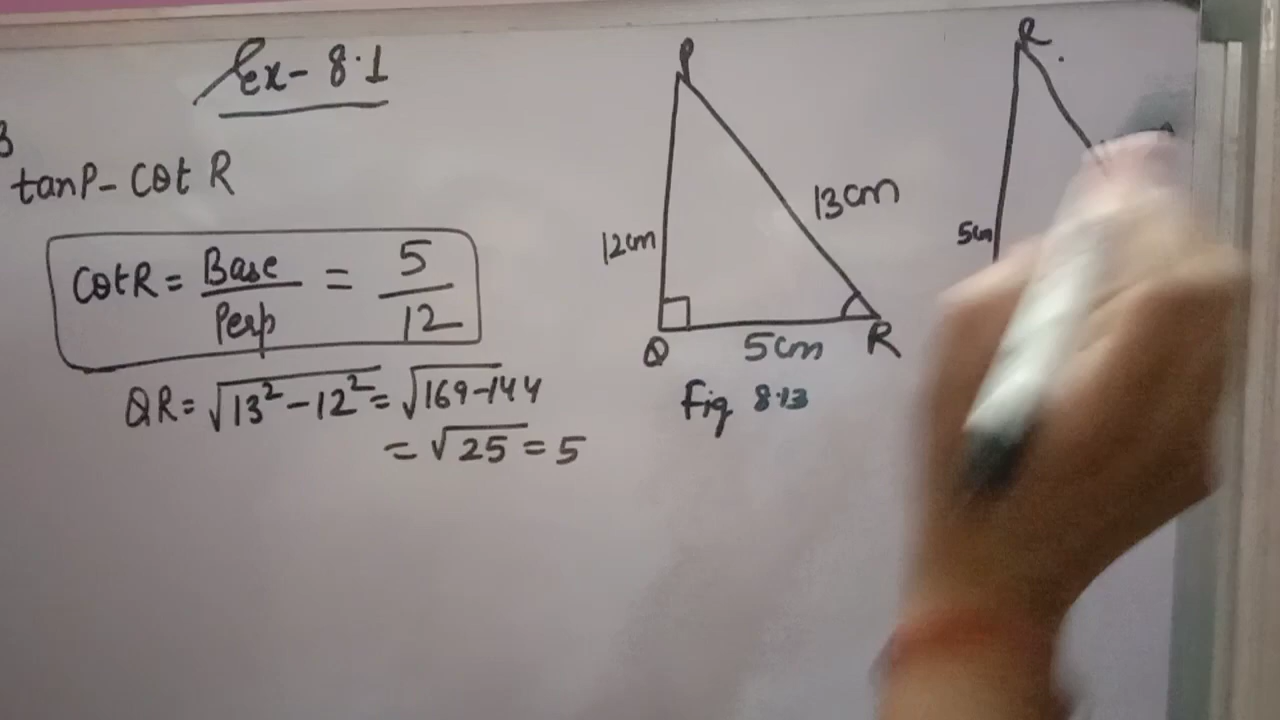 Ex- 8.1
3
tanP- Cot R
CotR = Base/Perp = 5/12
QR = √13² - 12² = √169-144
= √25 = 5
P
12cm
13cm
Q
5cm
R
Fig 8.13
R
5cm